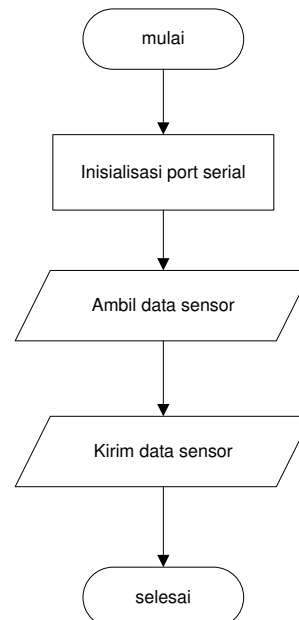 mulai
Inisialisasi port serial
Ambil data sensor
Kirim data sensor
selesai